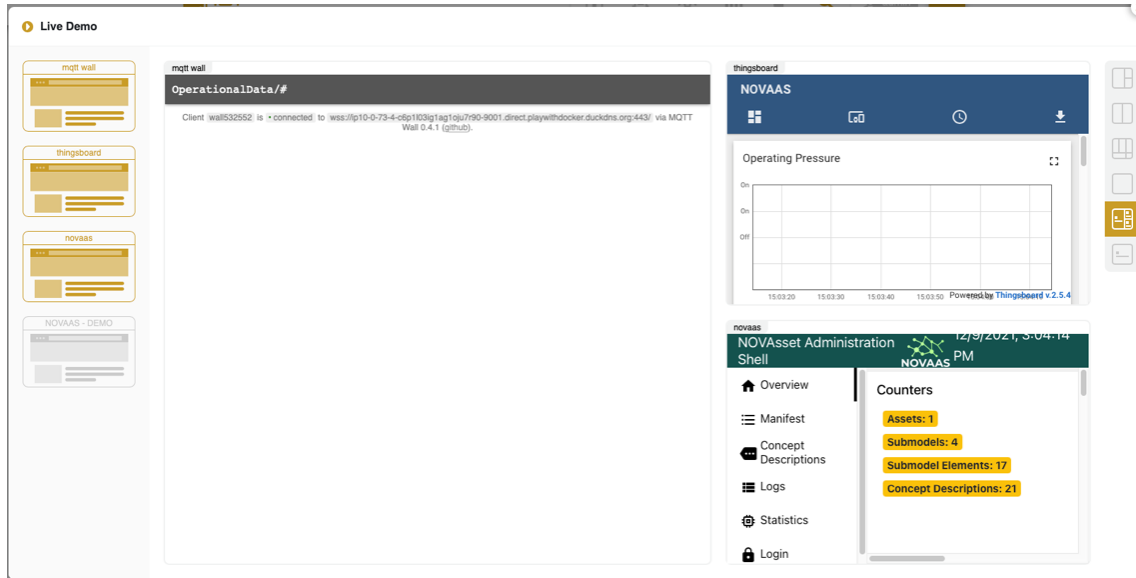 Live Demo
mqtt wall
thingsboard
novaas
NOVAAS - DEMO
mqtt wall
OperationalData/#
Client wall532552 is • connected to wss://ip10-0-73-4-c6p1l03ig1ag1oju7r90-9001.direct.playwithdocker.duckdns.org:443/ via MQTT
Wall 0.4.1 (github).
thingsboard
NOVAAS
Operating Pressure
On
On
Off
15:03:20 15:03:30 15:03:40 15:03:50
Powered by Thingsboard v.2.5.4
novaas
NOVAsset Administration
Shell
NOVAAS
12/9/2021, 3:04:14
PM
Overview
Manifest
Concept
Descriptions
Logs
Statistics
Login
Counters
Assets: 1
Submodels: 4
Submodel Elements: 17
Concept Descriptions: 21